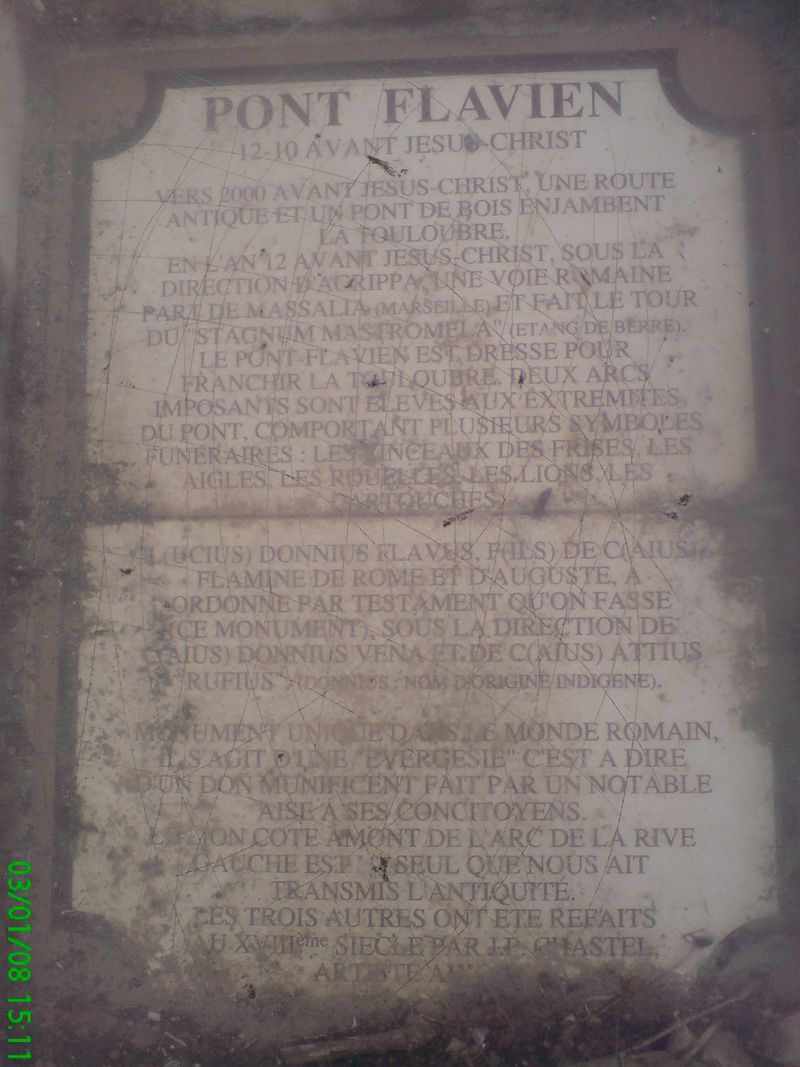 PONT FLAVIEN
12-10 AVANT JESUS-CHRIST
VERS 2000 AVANT JESUS-CHRIST, UNE ROUTE
ANTIQUE ET UN PONT DE BOIS ENJAMBENT
LA TOULOUBRE.
EN L'AN 12 AVANT JESUS-CHRIST, SOUS LA
DIRECTION D'AGRIPPA, UNE VOIE ROMAINE
PART DE MASSALIA (MARSEILLE) ET FAIT LE TOUR
DU "STAGNUM MASTROMELA" (ETANG DE BERRE).
LE PONT-FLAVIEN EST DRESSE POUR
FRANCHIR LA TOULOUBRE. DEUX ARCS
IMPOSANTS SONT ELEVES AUX EXTREMITES
DU PONT, COMPORTANT PLUSIEURS SYMBOLES
FUNERAIRES : LES RINCEAUX DES FRISES, LES
AIGLES, LES ROUELLES, LES LIONS, LES
CARTOUCHES
L(UCIUS) DONNIUS FLAVUS, F(ILS) DE C(AIUS)
FLAMINE DE ROME ET D'AUGUSTE, A
ORDONNE PAR TESTAMENT QU'ON FASSE
(CE MONUMENT), SOUS LA DIRECTION DE
C(AIUS) DONNIUS VENA ET DE C(AIUS) ATTIUS
"RUFIUS". (DONNIUS : NOM D'ORIGINE INDIGENE).
MONUMENT UNIQUE DANS LE MONDE ROMAIN,
IL S'AGIT D'UNE "EVERGESIE" C'EST A DIRE
D'UN DON MUNIFICENT FAIT PAR UN NOTABLE
AISE A SES CONCITOYENS.
LE LION COTE AMONT DE L'ARC DE LA RIVE
GAUCHE EST LE SEUL QUE NOUS AIT
TRANSMIS L'ANTIQUITE.
LES TROIS AUTRES ONT ETE REFAITS
AU XVIIIème SIECLE PAR J.P. CHASTEL,
ARTISTE
03/01/08 15:11